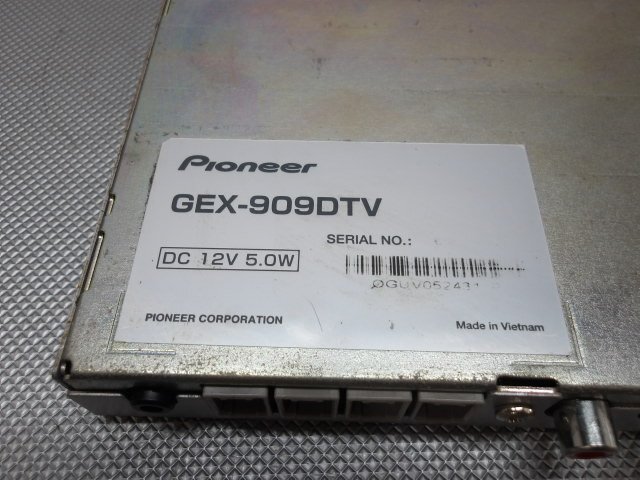 Pioneer
GEX-909DTV
SERIAL NO.:
DC 12V 5.0W
PIONEER CORPORATION
Made in Vietnam